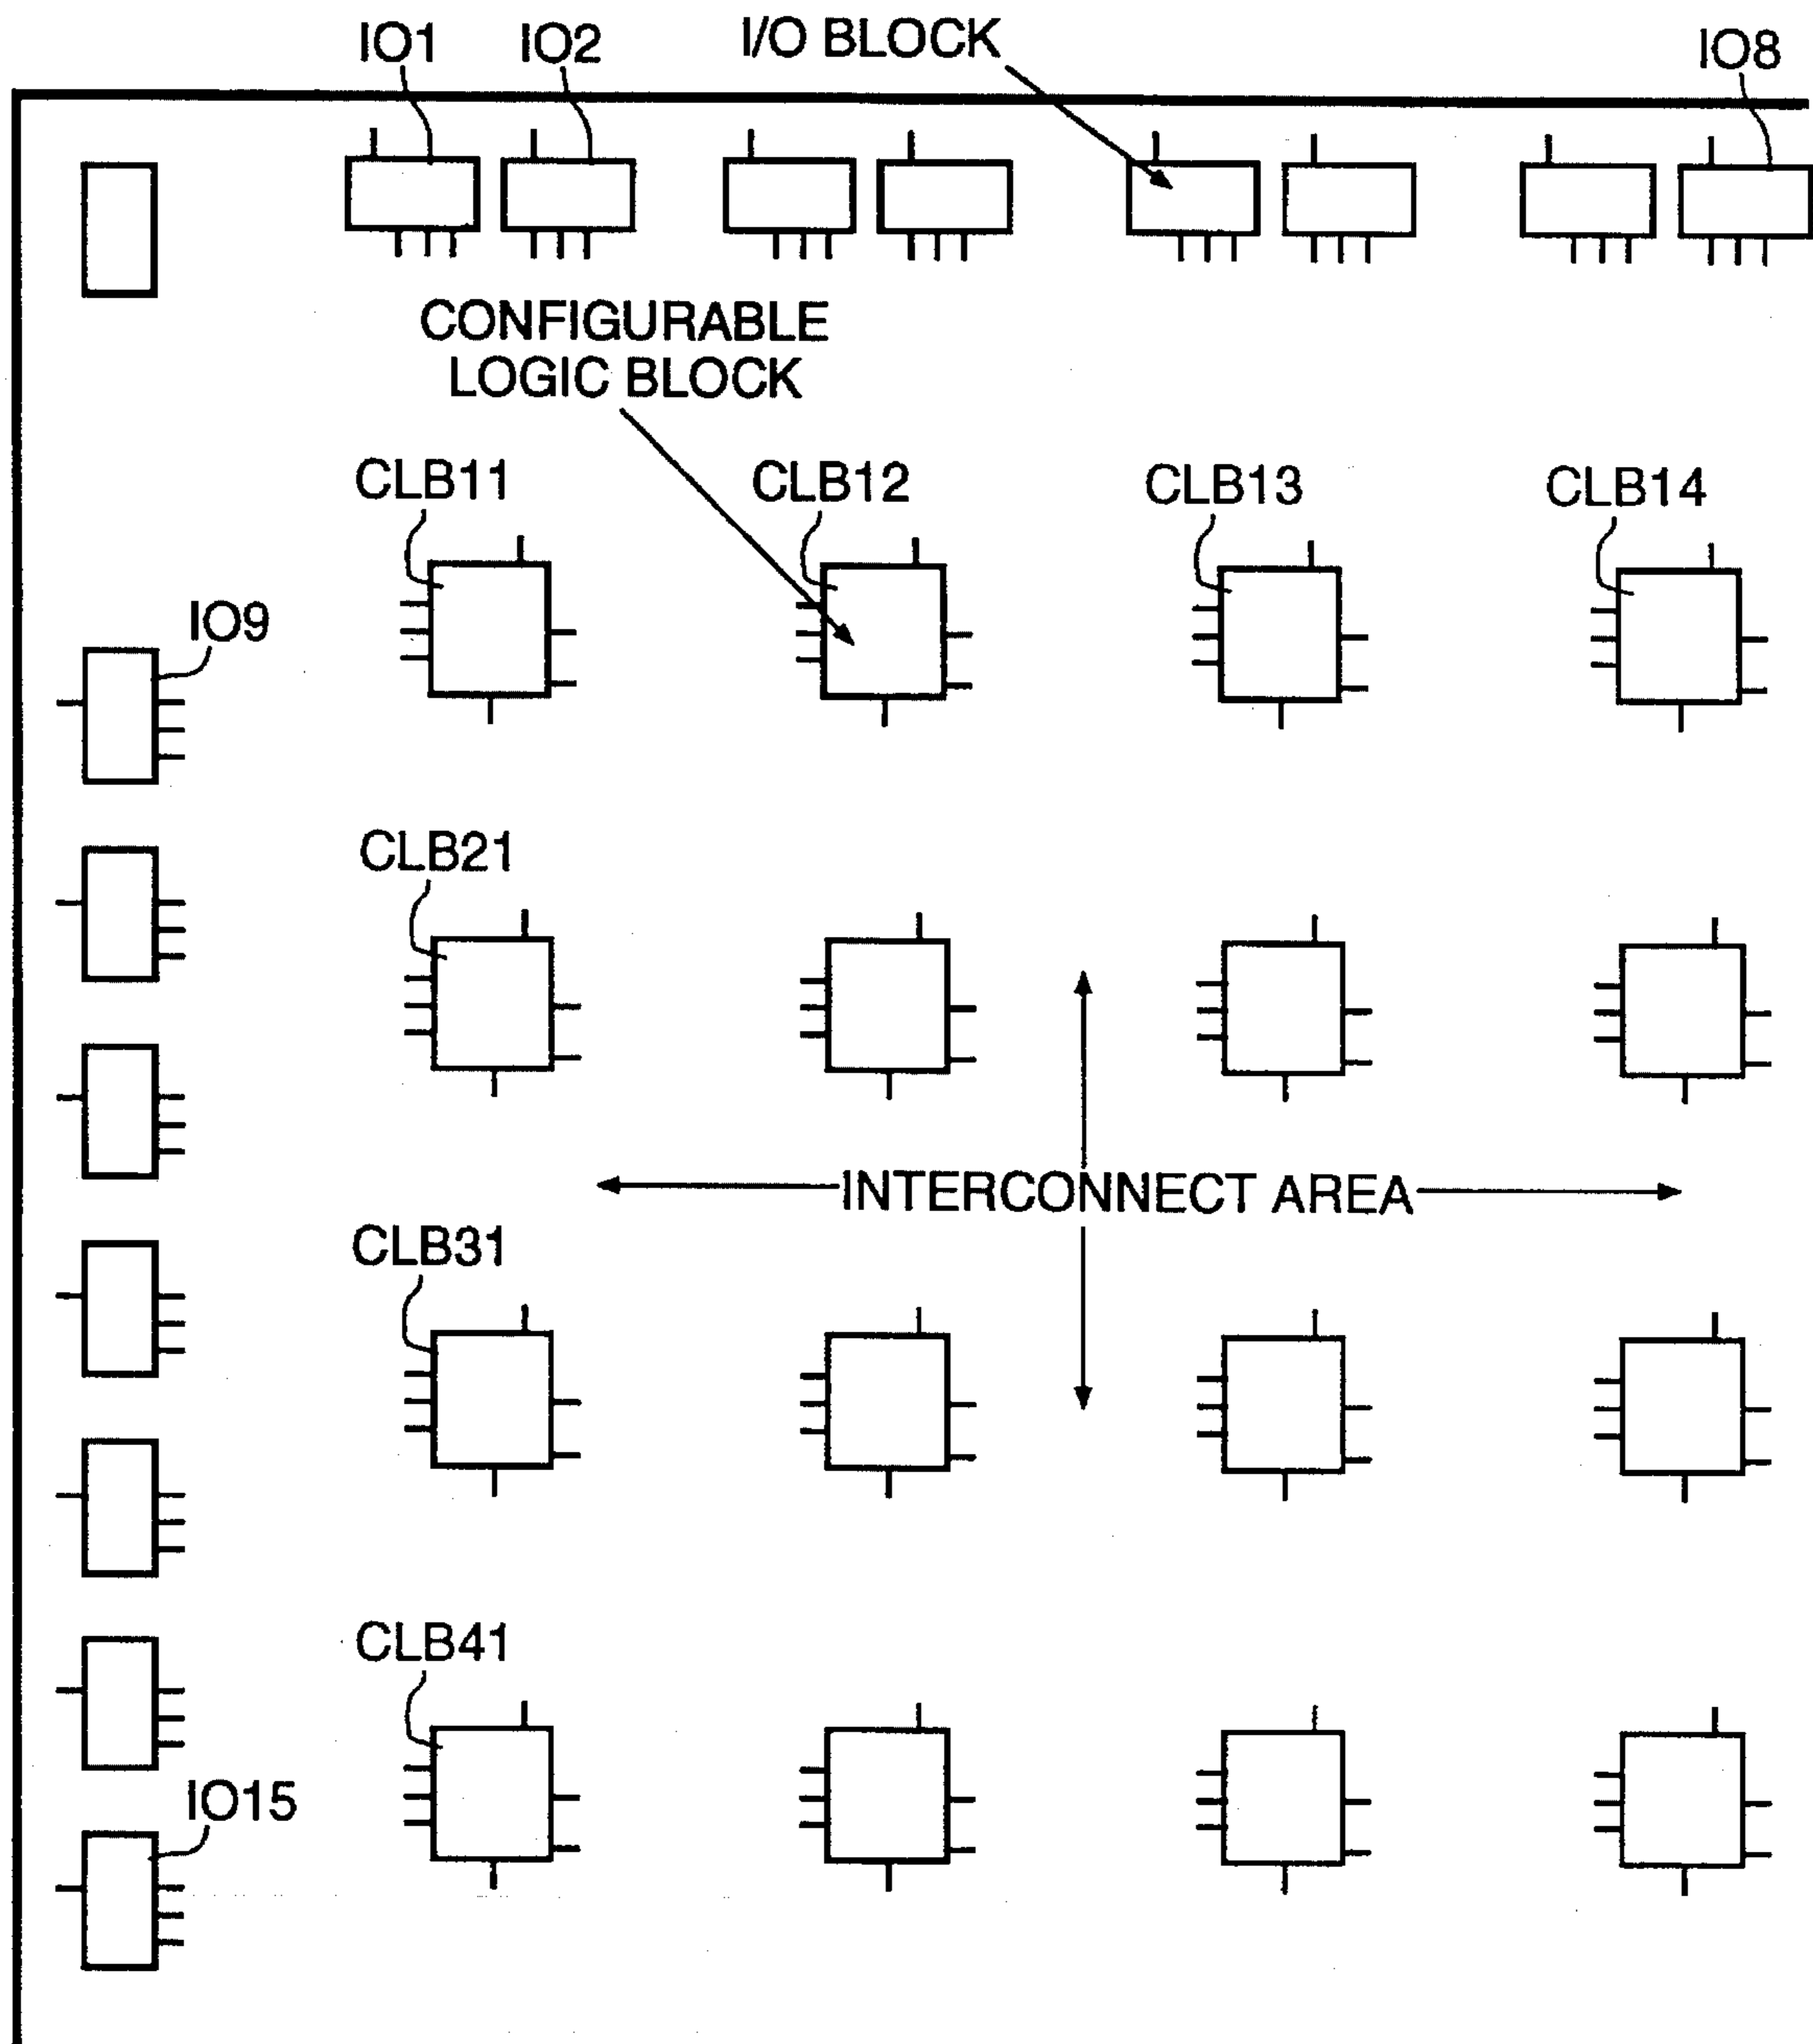 IO1
IO2
I/O BLOCK
IO8
CONFIGURABLE
LOGIC BLOCK
CLB11
CLB12
CLB13
CLB14
IO9
CLB21
INTERCONNECT AREA
CLB31
CLB41
IO15